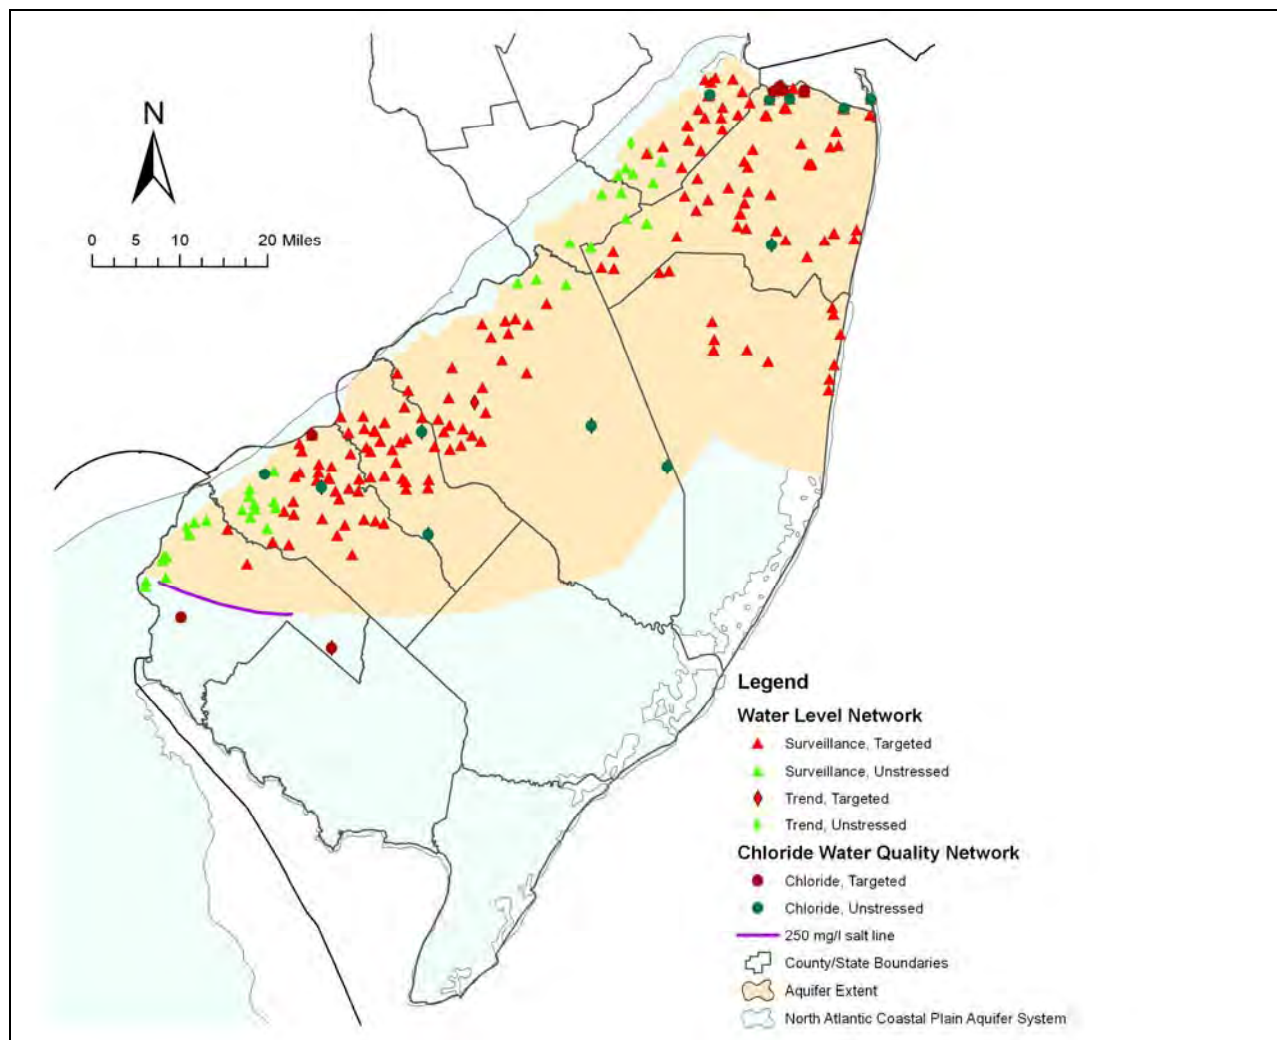 N
0 5 10 20 Miles
Legend
Water Level Network
Surveillance, Targeted
Surveillance, Unstressed
Trend, Targeted
Trend, Unstressed
Chloride Water Quality Network
Chloride, Targeted
Chloride, Unstressed
250 mg/l salt line
County/State Boundaries
Aquifer Extent
North Atlantic Coastal Plain Aquifer System